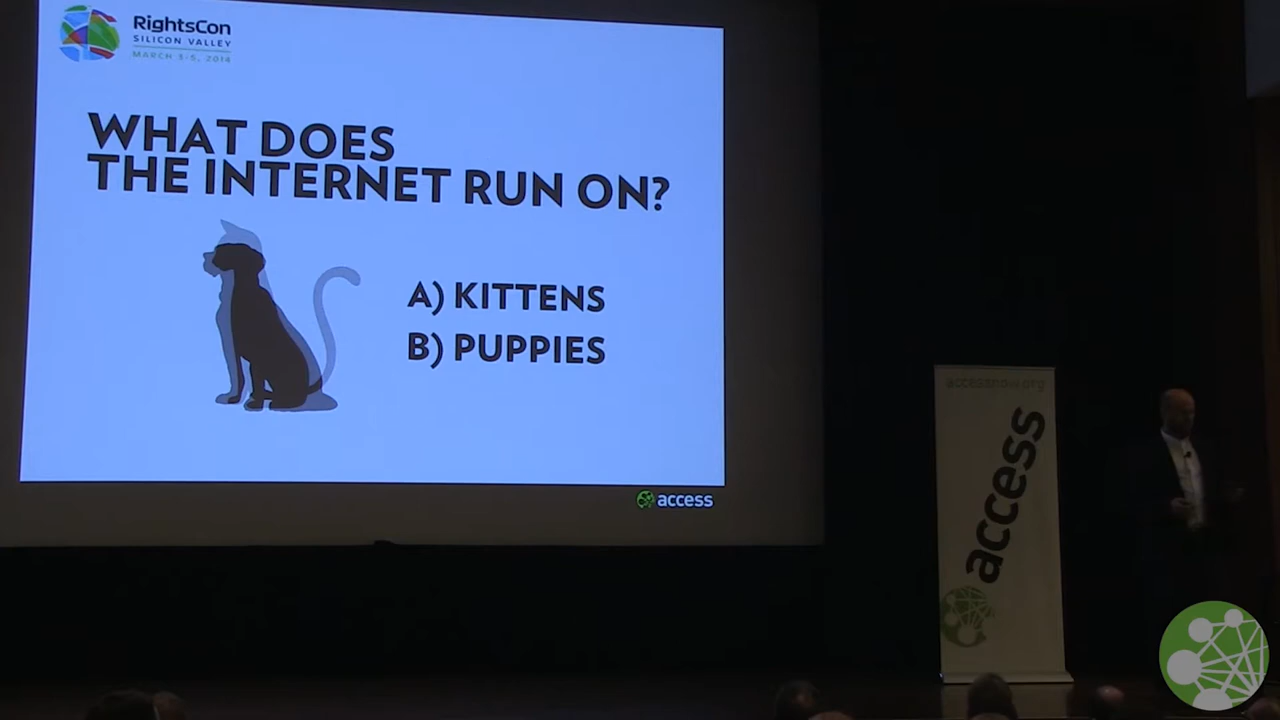 RightsCon
SILICON VALLEY
MARCH 3-5, 2014
WHAT DOES
THE INTERNET RUN ON?
A) KITTENS
B) PUPPIES
access
accessnow.org
access